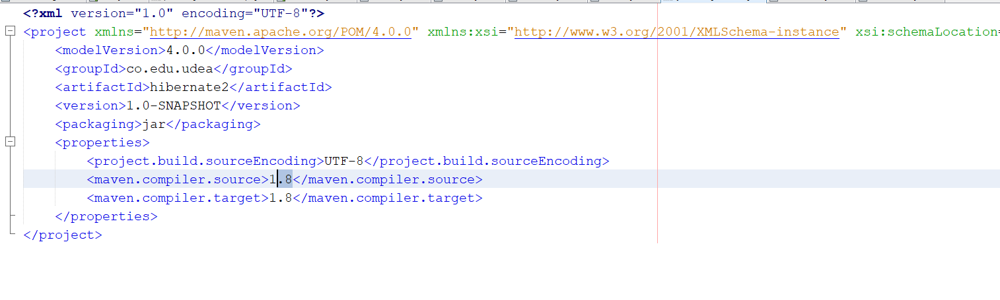 <?xml version="1.0" encoding="UTF-8"?>
<project xmlns="http://maven.apache.org/POM/4.0.0" xmlns:xsi="http://www.w3.org/2001/XMLSchema-instance" xsi:schemaLocation=
<modelVersion>4.0.0</modelVersion>
<groupId>co.edu.udea</groupId>
<artifactId>hibernate2</artifactId>
<version>1.0-SNAPSHOT</version>
<packaging>jar</packaging>
<properties>
<project.build.sourceEncoding>UTF-8</project.build.sourceEncoding>
<maven.compiler.source>1.8</maven.compiler.source>
<maven.compiler.target>1.8</maven.compiler.target>
</properties>
</project>